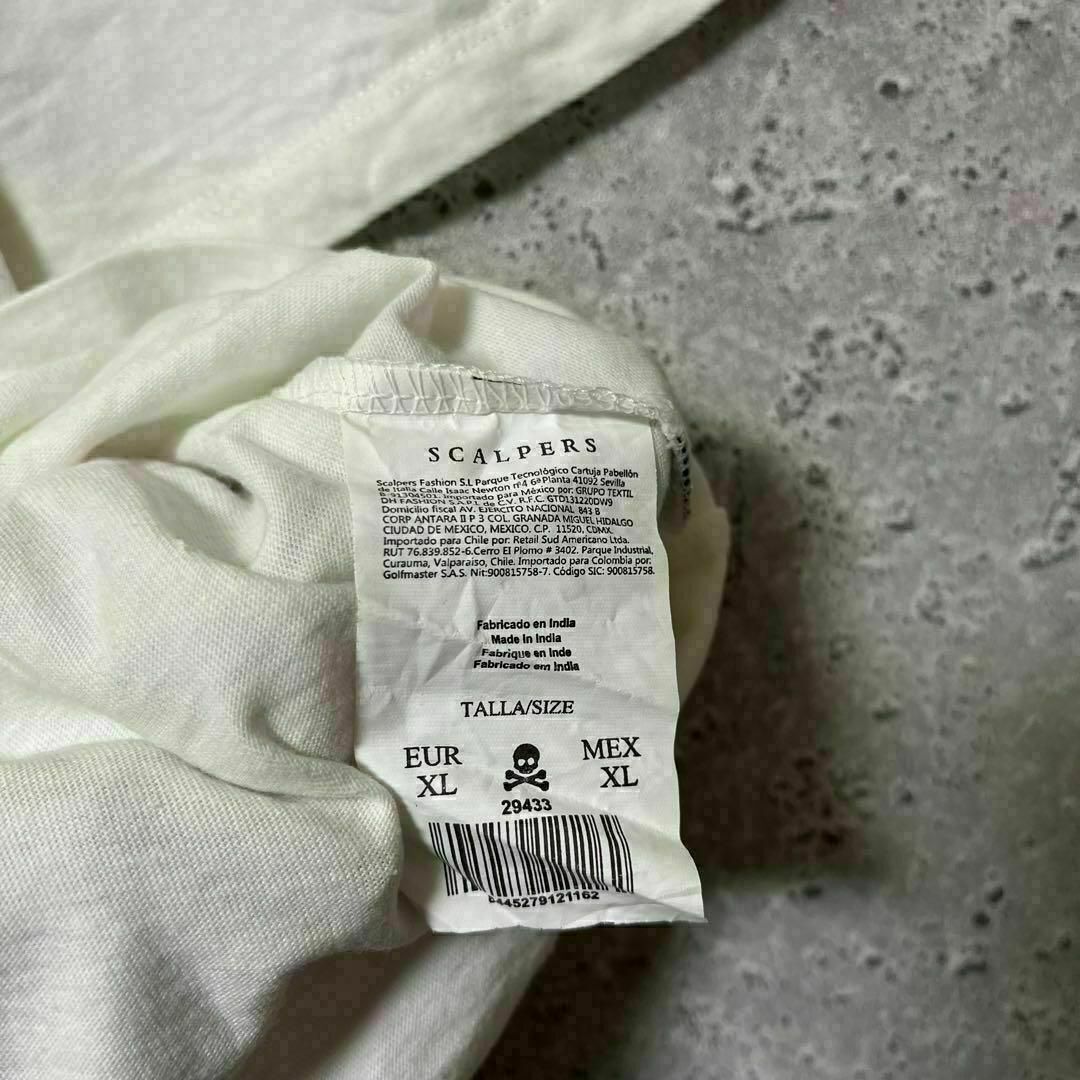 SCALPERS
Scalpers Fashion S.L Parque Tecnológico Cartuja Pabellón
de Italia Calle Isaac Newton nº4 6ª Planta 41092 Sevilla
B-91304501. Importado para México por: GRUPO TEXTIL
DH FASHION S.A.P.I. de C.V. R.F.C. GTD131220DW9
Domicilio fiscal AV. EJERCITO NACIONAL 843 B
CORP ANTARA II P 3 COL. GRANADA MIGUEL HIDALGO
CIUDAD DE MEXICO, MEXICO. C.P. 11520, CDMX.
Importado para Chile por: Retail Sud Americano Ltda.
RUT 76.839.852-6.Cerro El Plomo # 3402. Parque Industrial,
Curauma, Valparaiso, Chile. Importado para Colombia por:
Golfmaster S.A.S. Nit:900815758-7. Código SIC: 900815758.
Fabricado en India
Made in India
Fabrique en Inde
Fabricado em India
TALLA/SIZE
EUR MEX
XL XL
29433
8445279121162